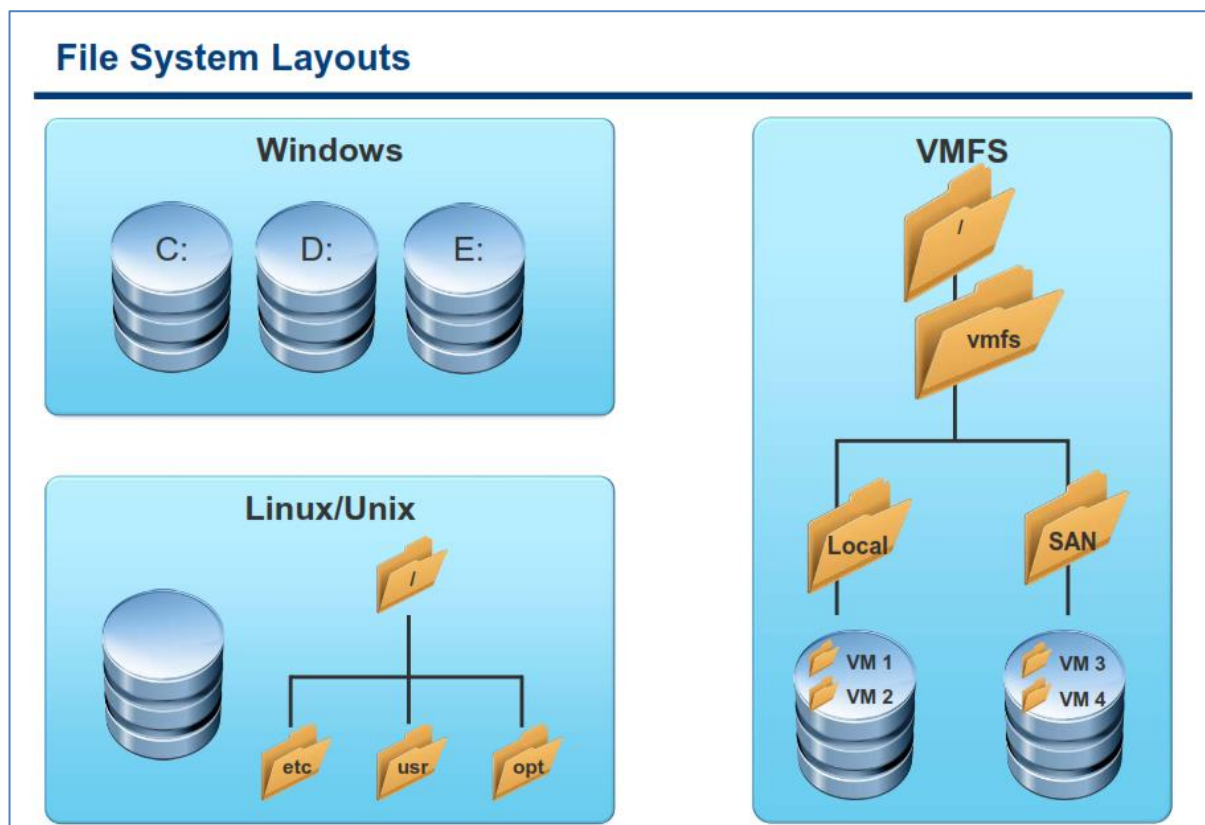 File System Layouts
Windows
C: D: E:
Linux/Unix
/
etc usr opt
VMFS
/
vmfs
Local SAN
VM 1
VM 2
VM 3
VM 4